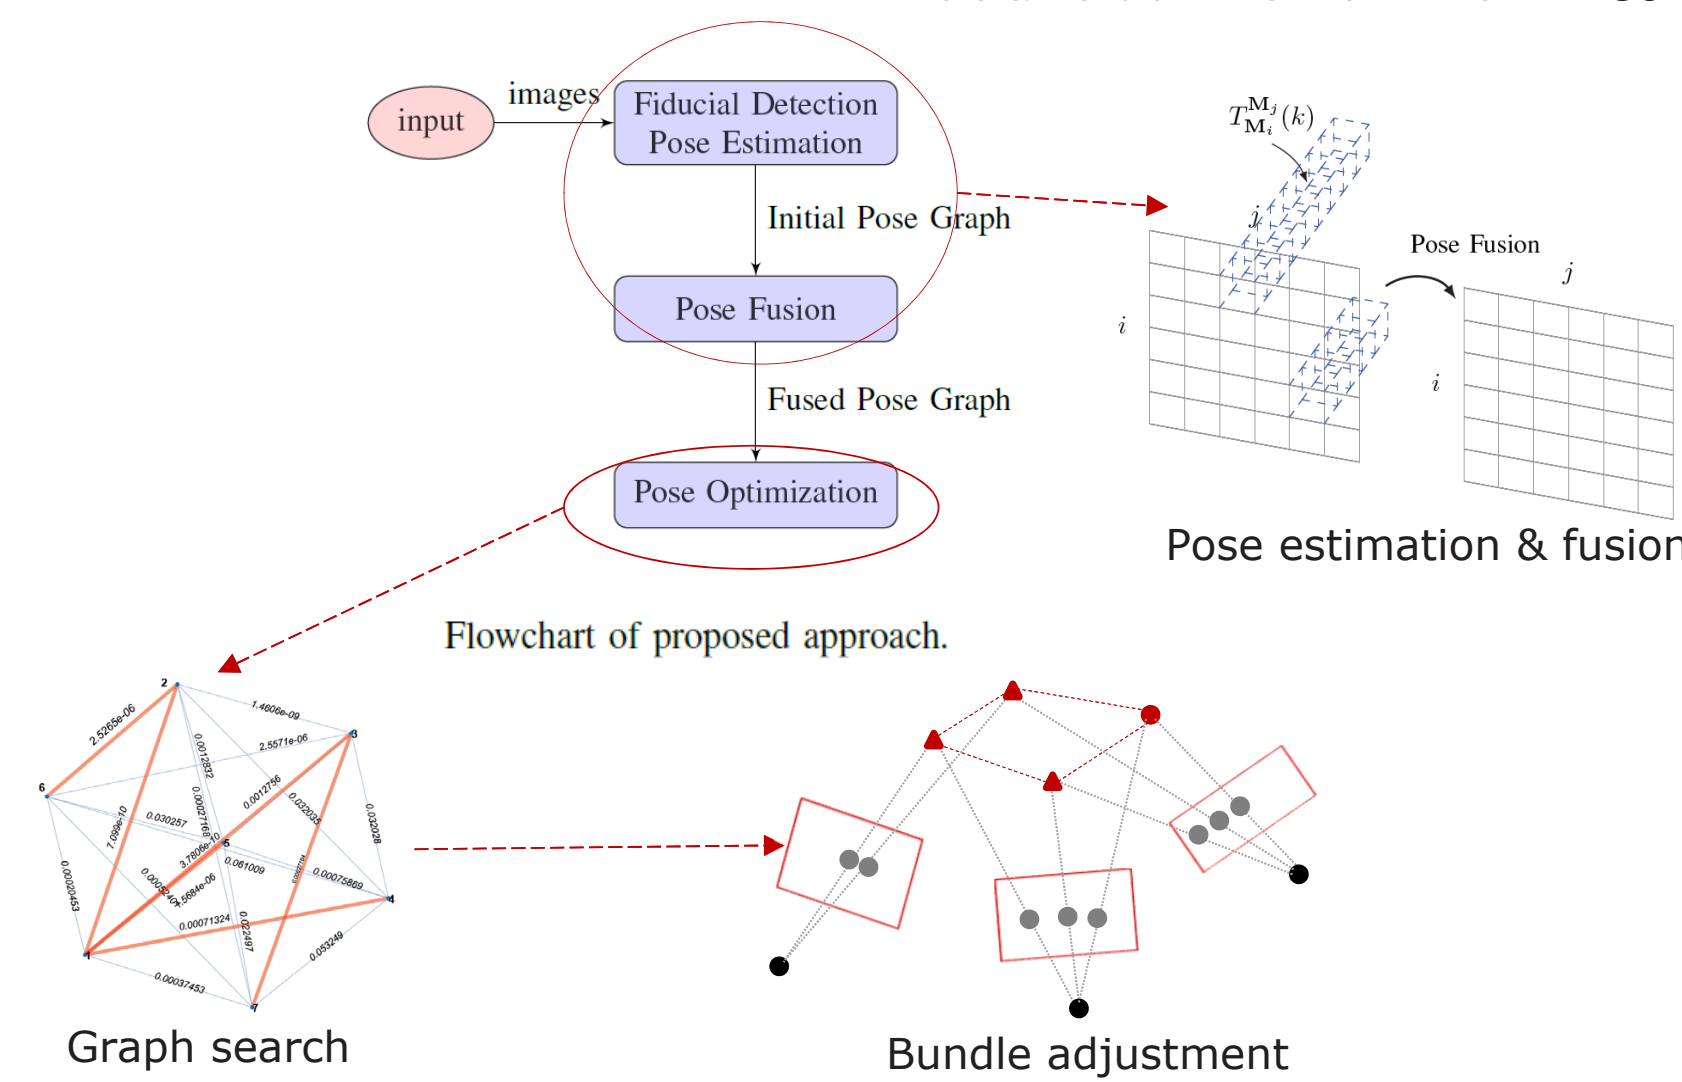 images
input
Fiducial Detection
Pose Estimation
Initial Pose Graph
Pose Fusion
Fused Pose Graph
Pose Optimization
Flowchart of proposed approach.
T_{M_i}^{M_j}(k)
j
i
Pose Fusion
j
i
Pose estimation & fusion
2
3
6
5
4
1
7
2.5265e-06
1.4606e-09
2.5571e-06
0.0012832
0.0012756
0.00027168
0.032035
0.032028
7.099e-10
0.030257
3.7806e-10
0.061009
0.00075869
0.00020453
0.00071324
0.022497
0.053249
0.00037453
Graph search
Bundle adjustment